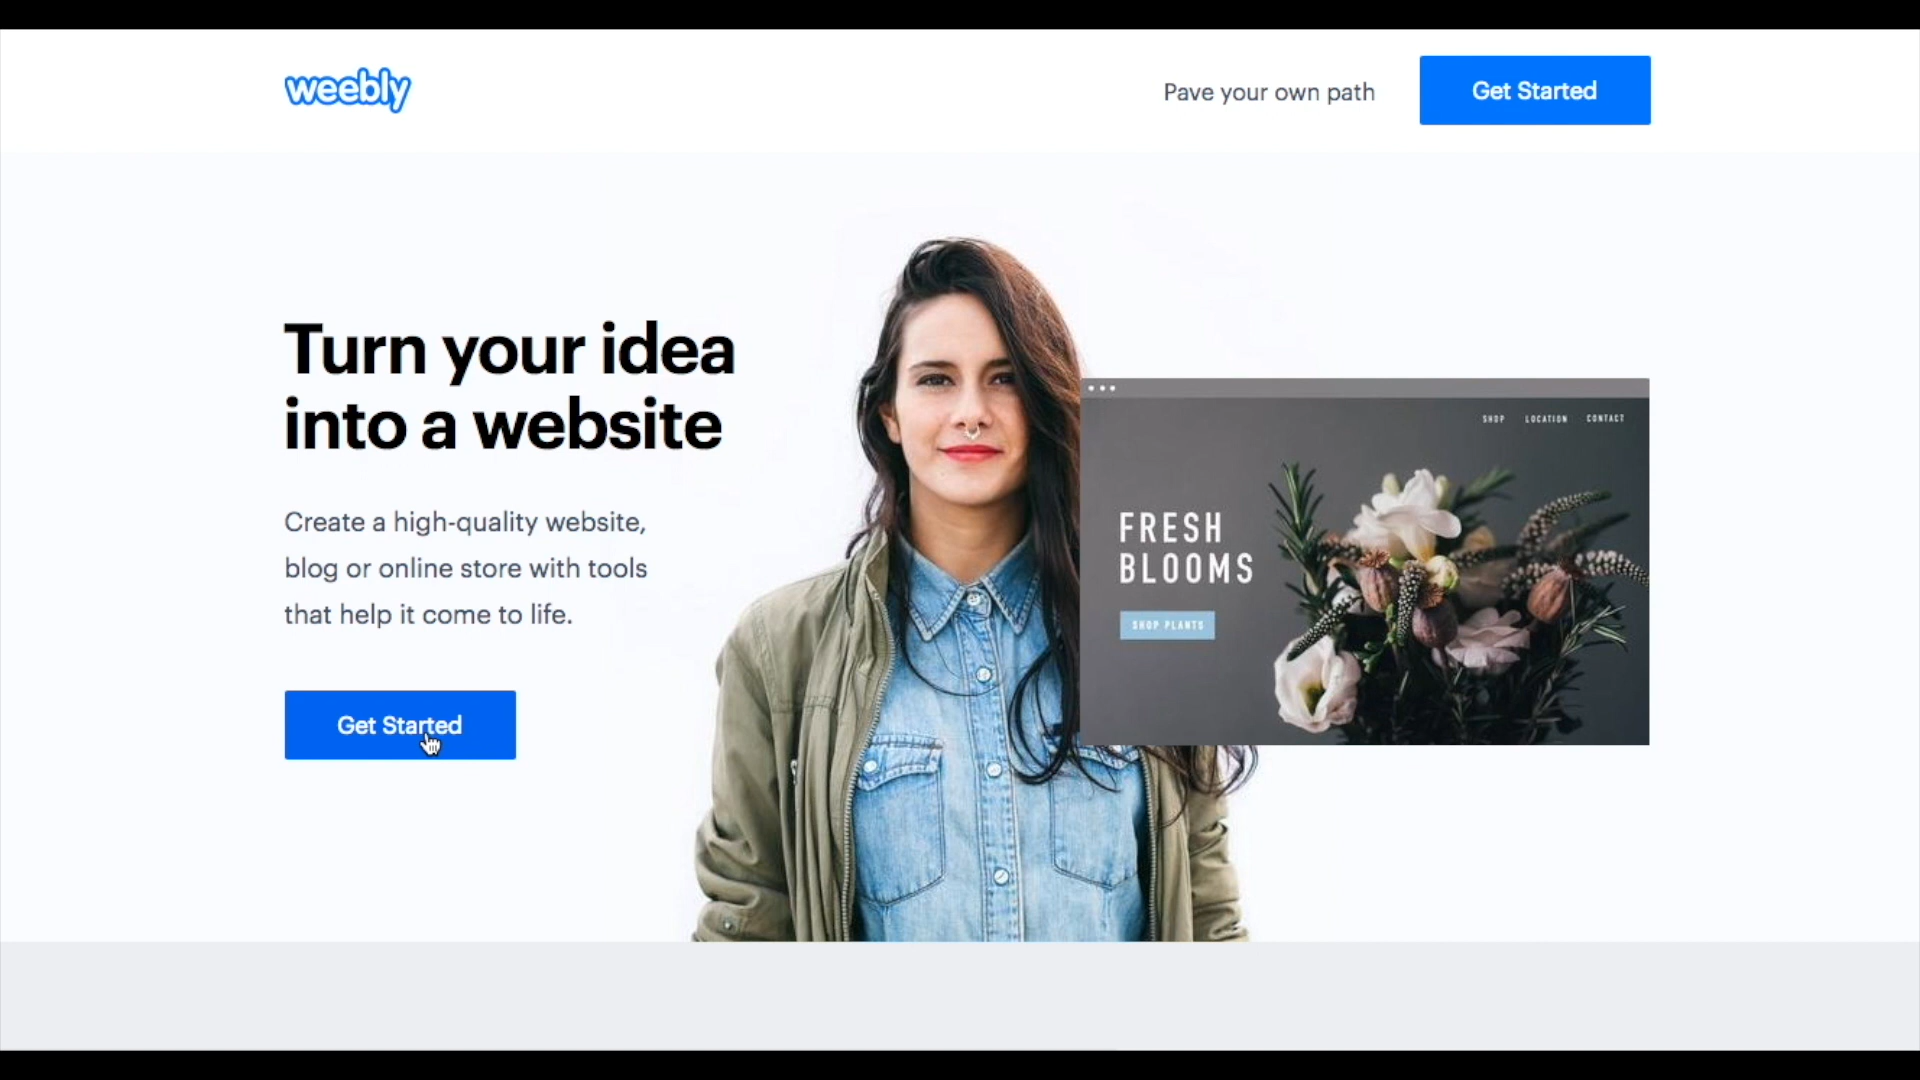 weebly
Pave your own path
Get Started
Turn your idea
into a website
Create a high-quality website,
blog or online store with tools
that help it come to life.
Get Started
SHOP LOCATION CONTACT
FRESH
BLOOMS
SHOP PLANTS